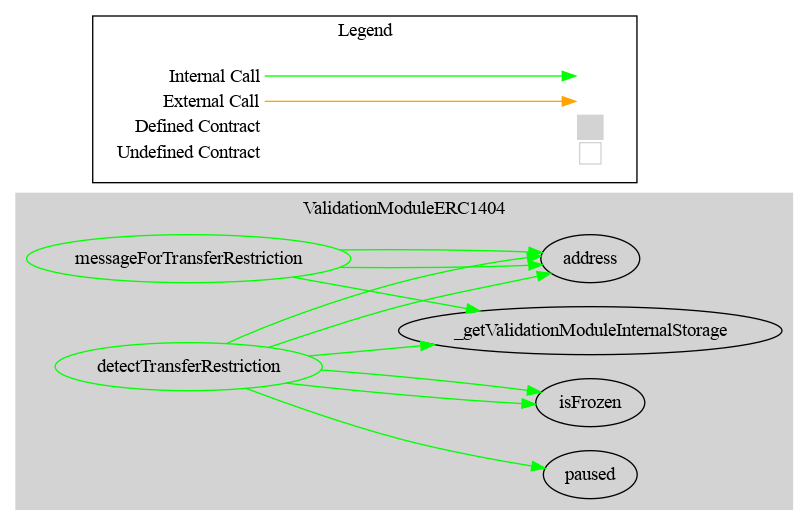 Legend
Internal Call
External Call
Defined Contract
Undefined Contract
ValidationModuleERC1404
messageForTransferRestriction
address
_getValidationModuleInternalStorage
detectTransferRestriction
isFrozen
paused